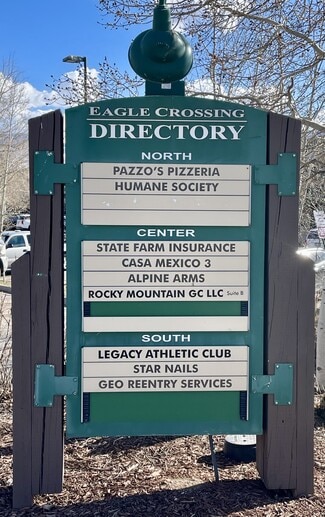 EAGLE CROSSING
DIRECTORY
NORTH
PAZZO'S PIZZERIA
HUMANE SOCIETY
CENTER
STATE FARM INSURANCE
CASA MEXICO 3
ALPINE ARMS
ROCKY MOUNTAIN GC LLC Suite B
SOUTH
LEGACY ATHLETIC CLUB
STAR NAILS
GEO REENTRY SERVICES